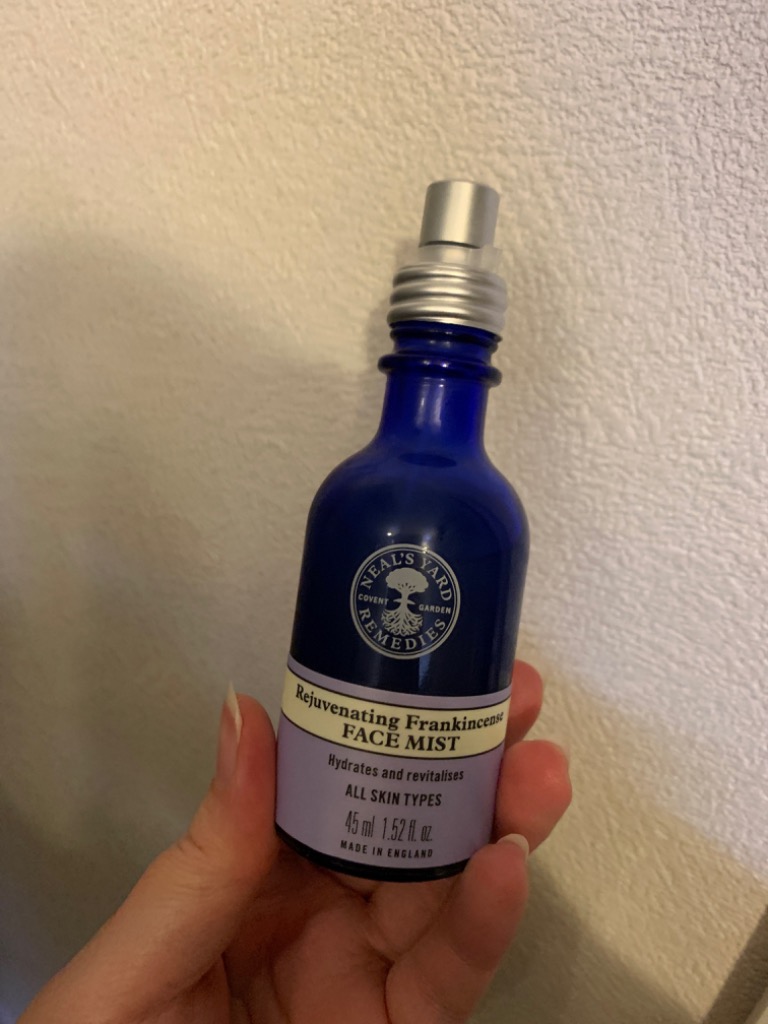 NEAL'S YARD
COVENT GARDEN
REMEDIES
Rejuvenating Frankincense
FACE MIST
Hydrates and revitalises
ALL SKIN TYPES
45 ml 1.52 fl. oz.
MADE IN ENGLAND